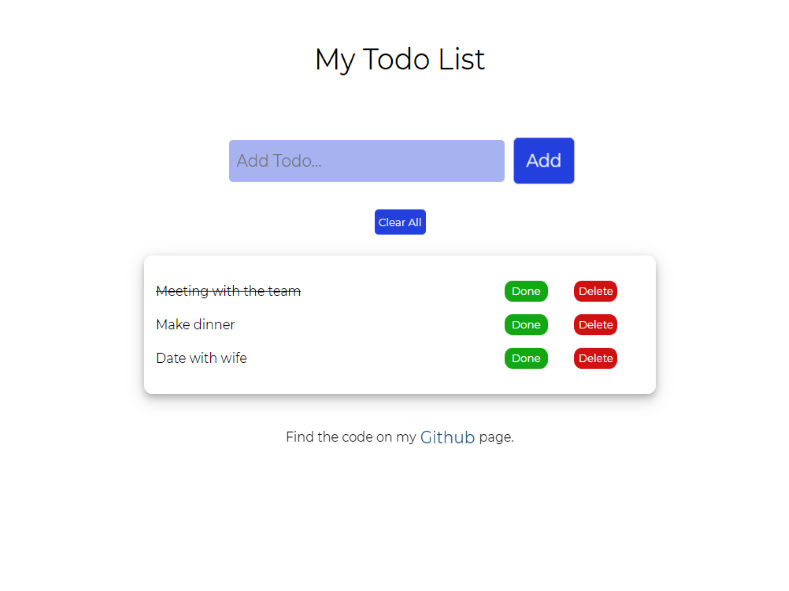 My Todo List
Add Todo... Add
Clear All
Meeting with the team Done Delete
Make dinner Done Delete
Date with wife Done Delete
Find the code on my Github page.